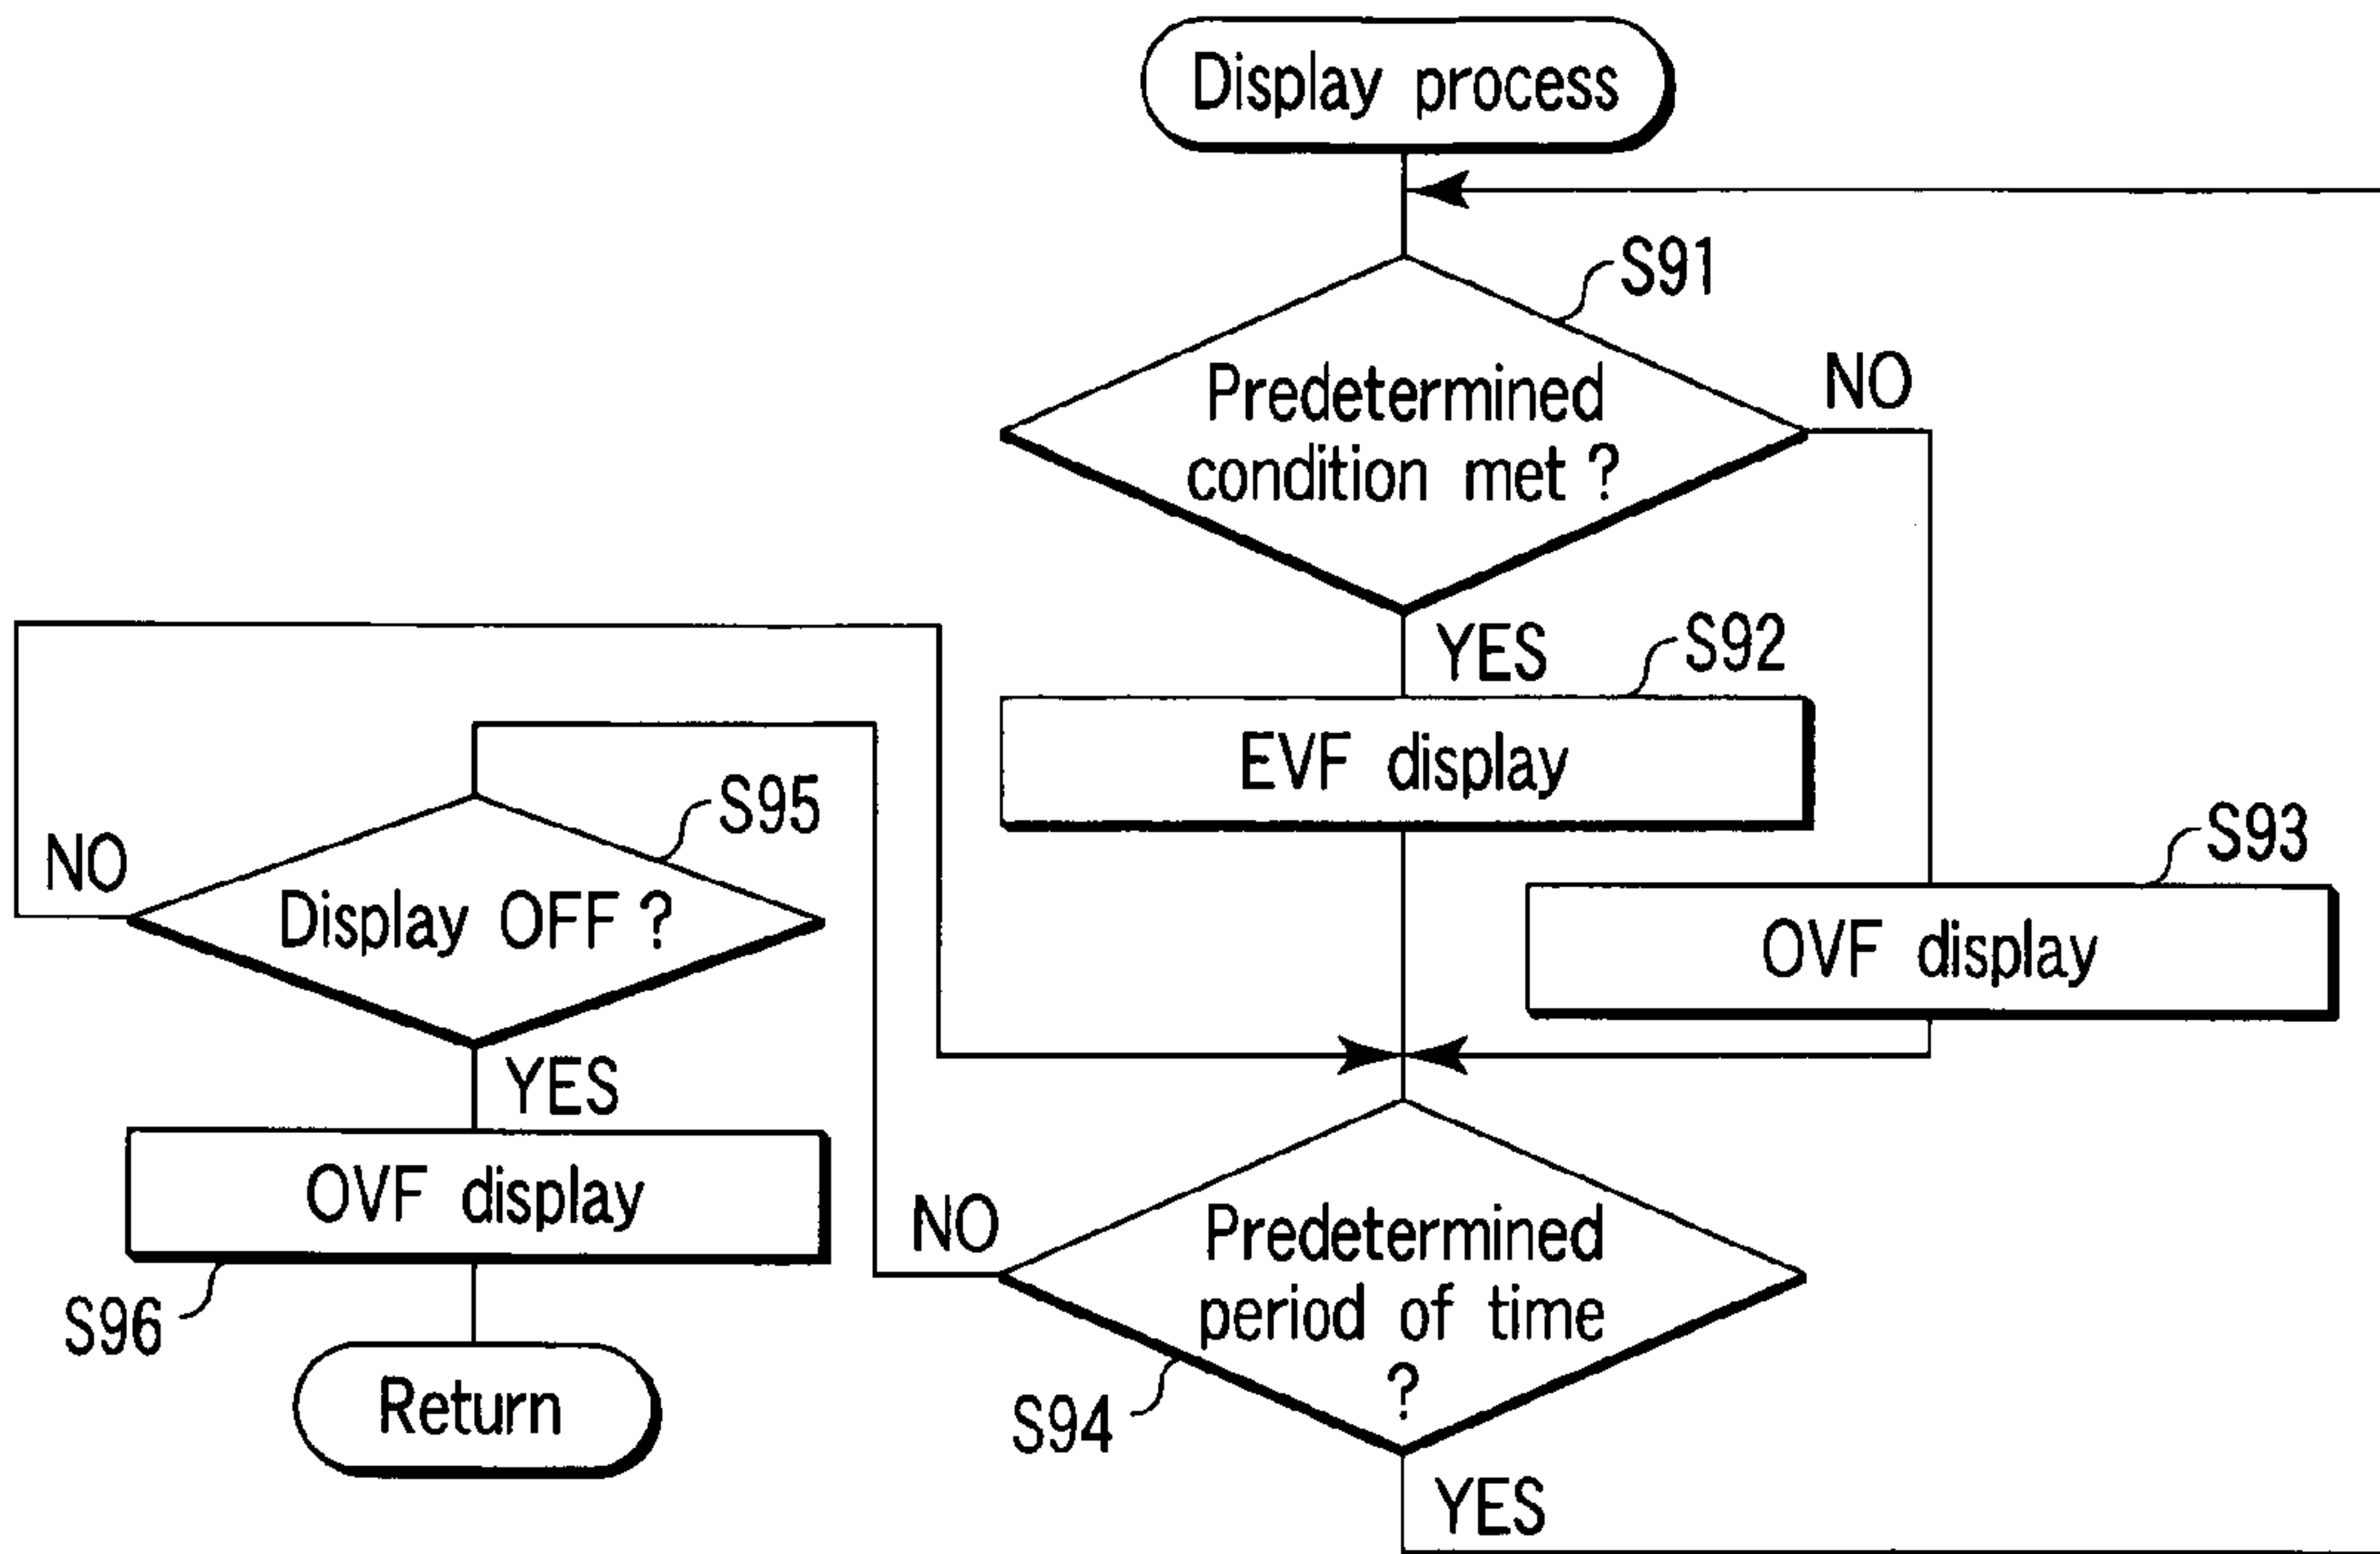 Display process
S91
Predetermined
condition met ?
NO
YES
S92
EVF display
S93
OVF display
S95
NO
Display OFF ?
YES
OVF display
S96
Return
NO
Predetermined
period of time
?
S94
YES